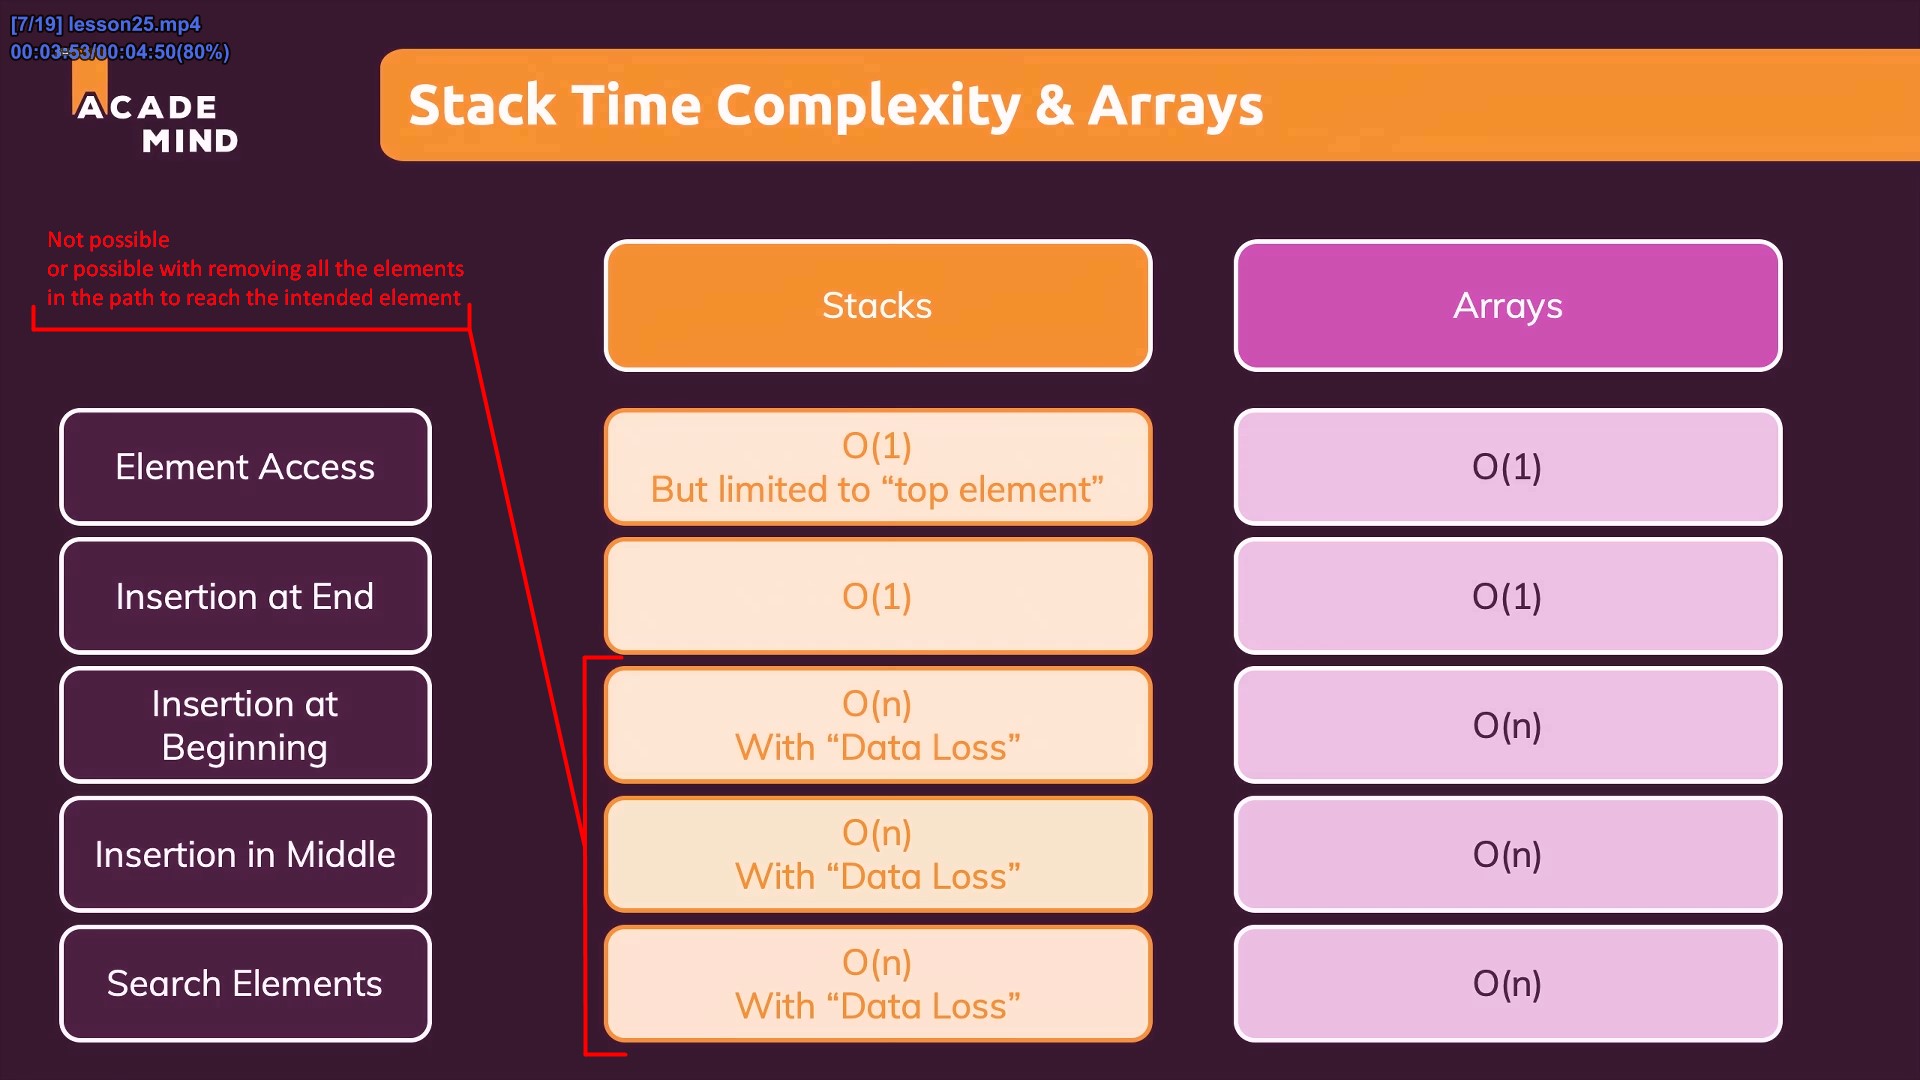 [7/19] lesson25.mp4
00:03:53/00:04:50(80%)
ACADE
MIND
Stack Time Complexity & Arrays
Not possible
or possible with removing all the elements
in the path to reach the intended element
Stacks
Arrays
Element Access
O(1)
But limited to “top element”
O(1)
Insertion at End
O(1)
O(1)
Insertion at
Beginning
O(n)
With “Data Loss”
O(n)
Insertion in Middle
O(n)
With “Data Loss”
O(n)
Search Elements
O(n)
With “Data Loss”
O(n)